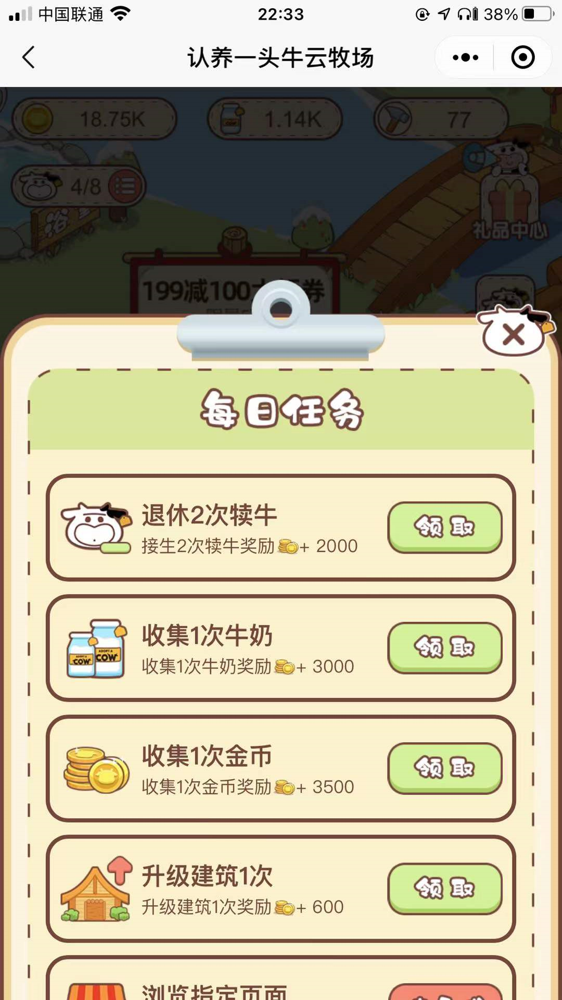 中国联通
22:33
38%
认养一头牛云牧场
18.75K
1.14K
77
4/8
浴
礼品中心
199减100大
券
每日任务
退休2次犊牛
接生2次犊牛奖励+ 2000
领取
ADOPT A COW
ADOPT A COW
收集1次牛奶
收集1次牛奶奖励+ 3000
领取
收集1次金币
收集1次金币奖励+ 3500
领取
升级建筑1次
升级建筑1次奖励+ 600
领取
浏览指定页面